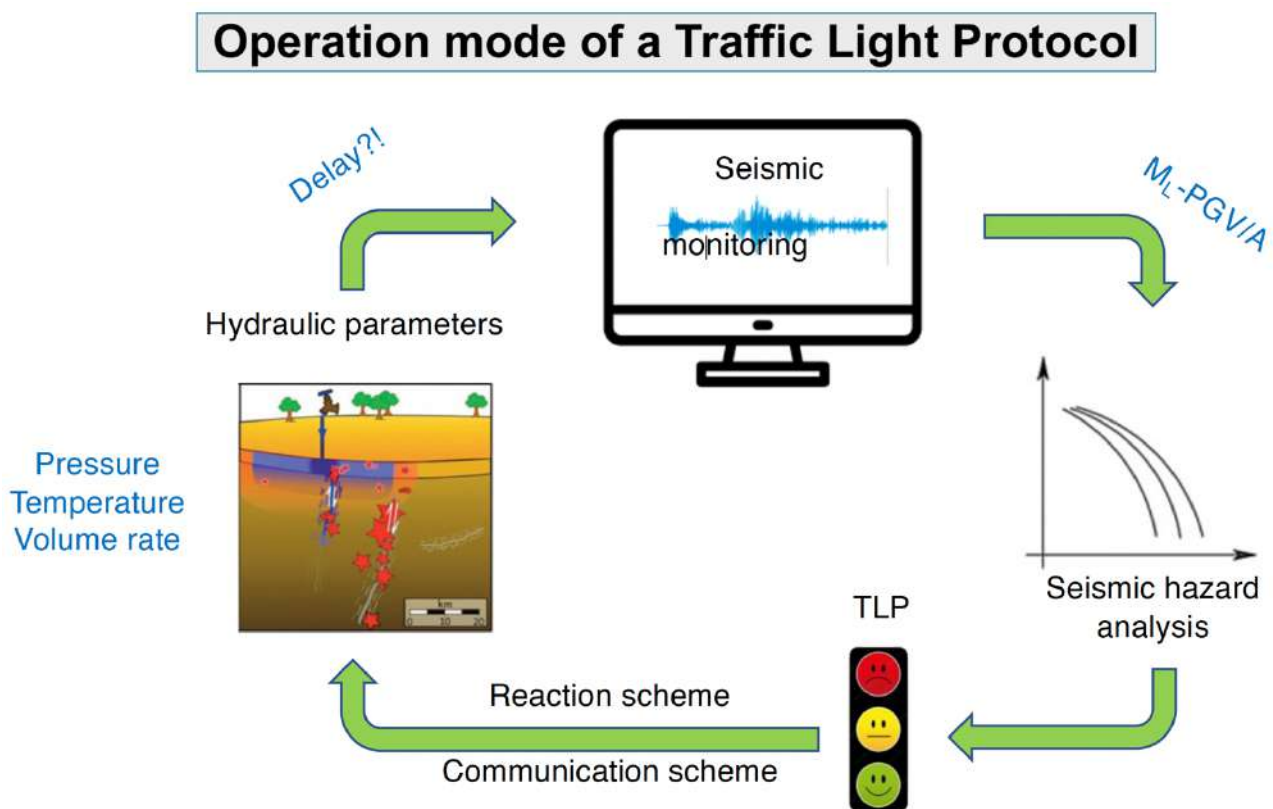 Operation mode of a Traffic Light Protocol
Delay?!
Seismic
monitoring
M_L-PGV/A
Hydraulic parameters
Pressure
Temperature
Volume rate
km
0 10 20
Seismic hazard
analysis
TLP
Reaction scheme
Communication scheme